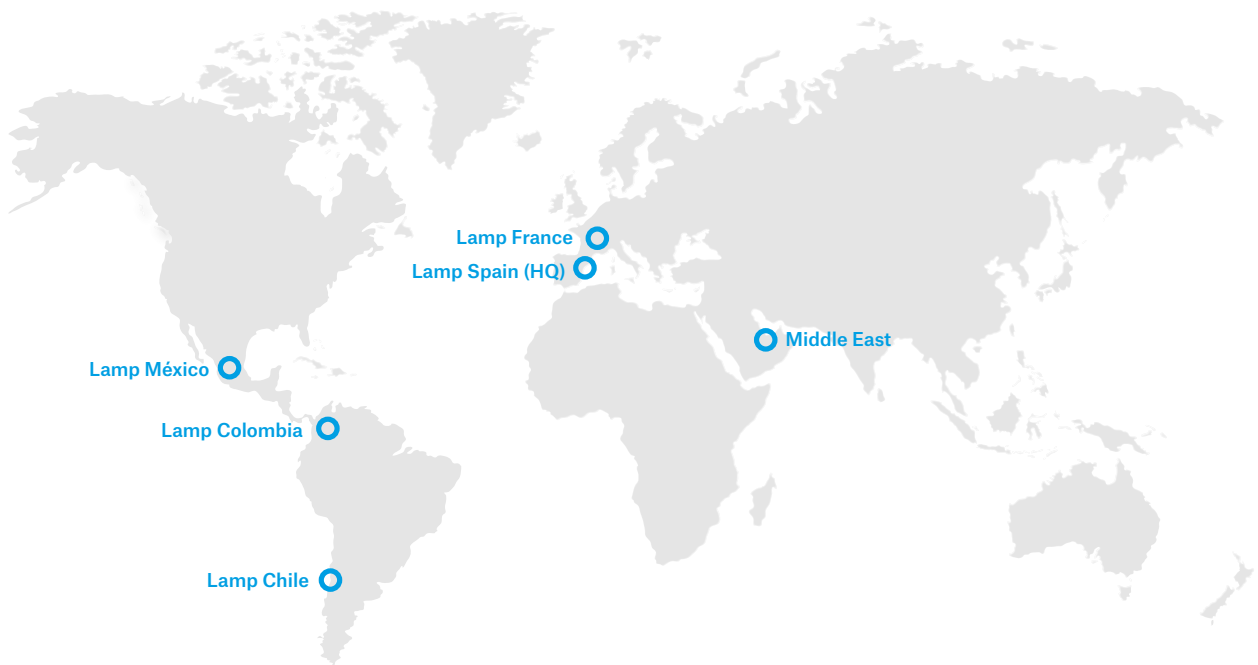 Lamp France
Lamp Spain (HQ)
Middle East
Lamp México
Lamp Colombia
Lamp Chile